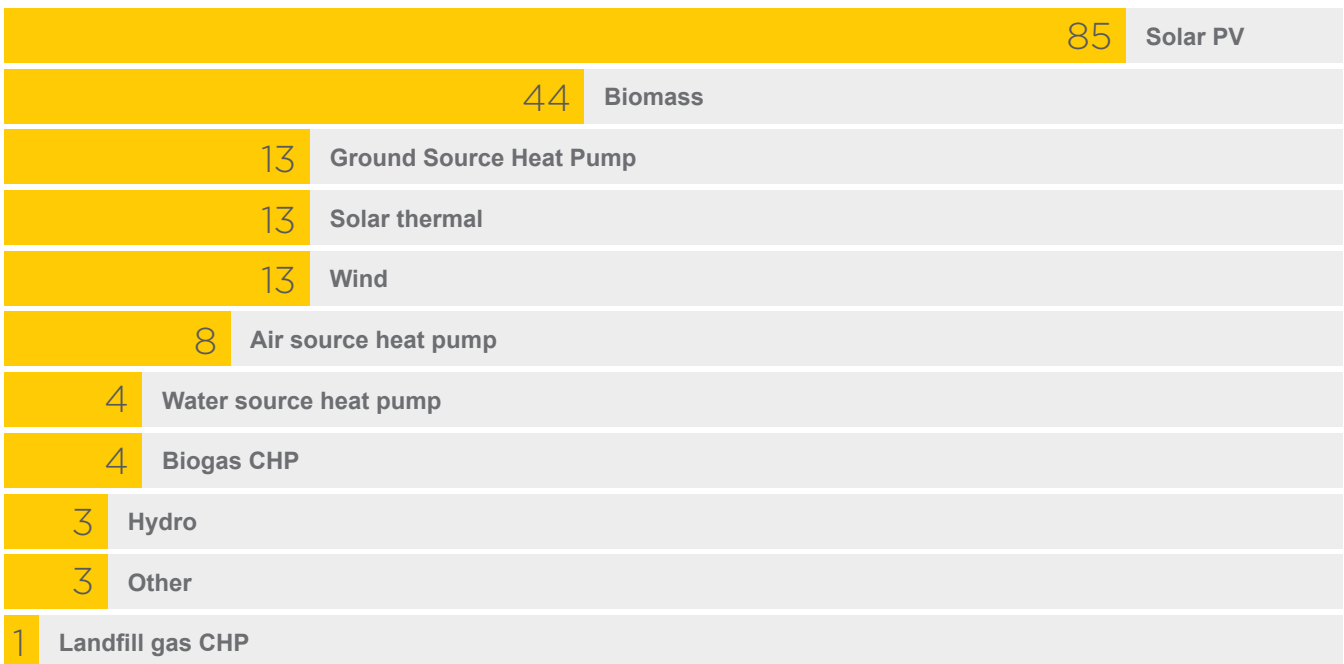 85 Solar PV
44 Biomass
13 Ground Source Heat Pump
13 Solar thermal
13 Wind
8 Air source heat pump
4 Water source heat pump
4 Biogas CHP
3 Hydro
3 Other
1 Landfill gas CHP